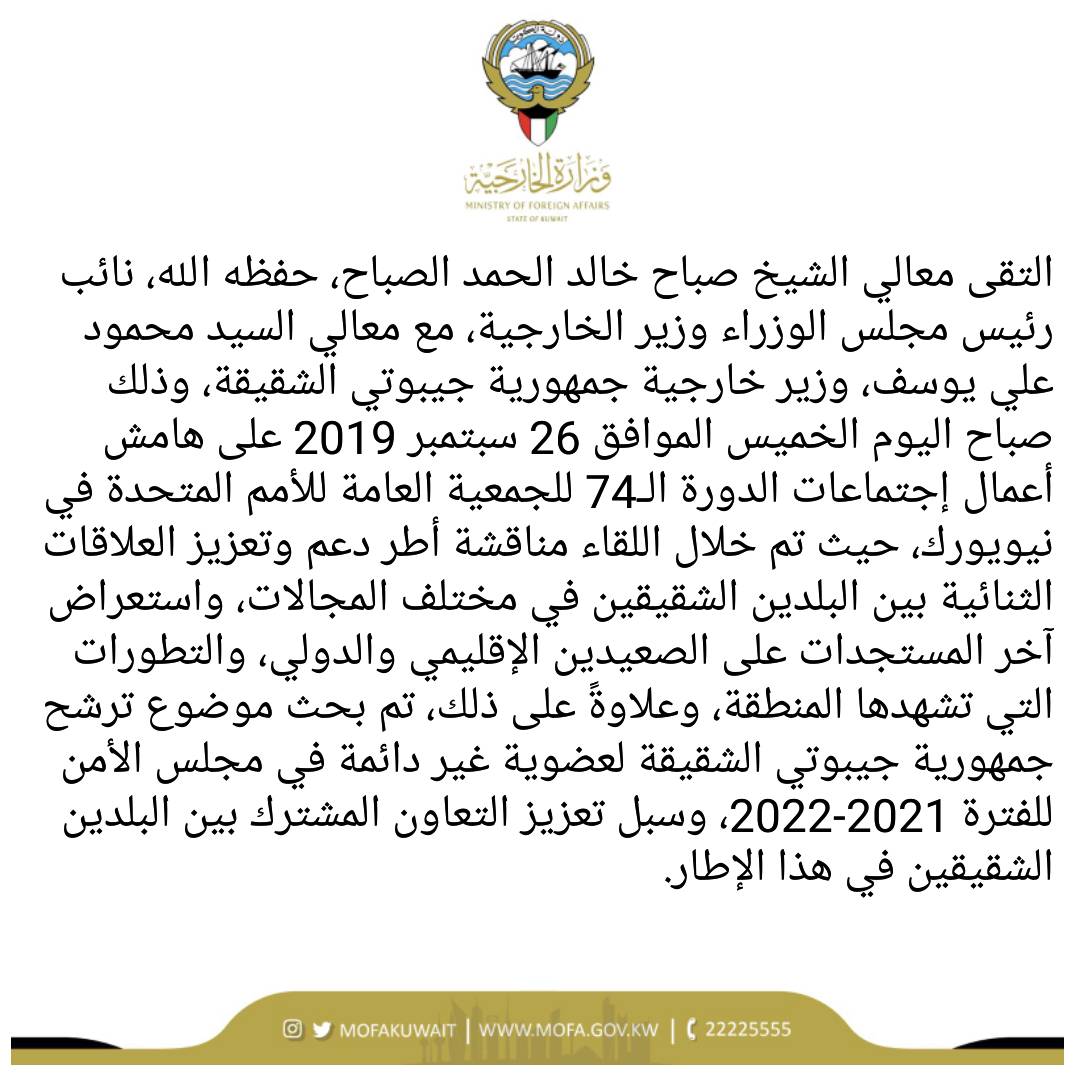 دولة الكويت
وزارة الخارجية
MINISTRY OF FOREIGN AFFAIRS
STATE OF KUWAIT
التقى معالي الشيخ صباح خالد الحمد الصباح، حفظه الله، نائب
رئيس مجلس الوزراء وزير الخارجية، مع معالي السيد محمود
علي يوسف، وزير خارجية جمهورية جيبوتي الشقيقة، وذلك
صباح اليوم الخميس الموافق 26 سبتمبر 2019 على هامش
أعمال إجتماعات الدورة الـ74 للجمعية العامة للأمم المتحدة في
نيويورك، حيث تم خلال اللقاء مناقشة أطر دعم وتعزيز العلاقات
الثنائية بين البلدين الشقيقين في مختلف المجالات، واستعراض
آخر المستجدات على الصعيدين الإقليمي والدولي، والتطورات
التي تشهدها المنطقة، وعلاوةً على ذلك، تم بحث موضوع ترشح
جمهورية جيبوتي الشقيقة لعضوية غير دائمة في مجلس الأمن
للفترة 2021-2022، وسبل تعزيز التعاون المشترك بين البلدين
الشقيقين في هذا الإطار.
MOFAKUWAIT | WWW.MOFA.GOV.KW | 22225555